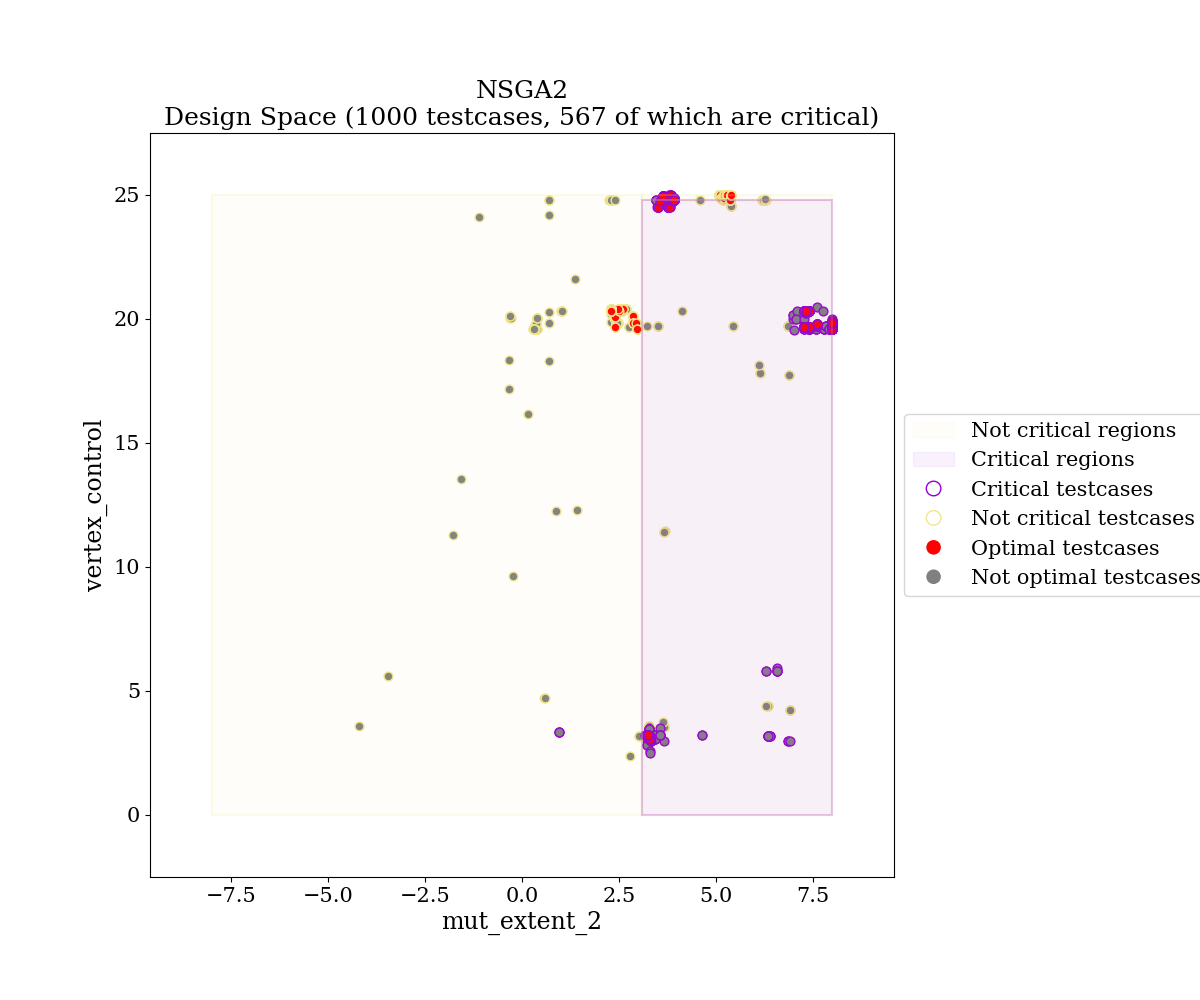 NSGA2
Design Space (1000 testcases, 567 of which are critical)
25
20
15
10
5
0
vertex_control
−7.5
−5.0
−2.5
0.0
2.5
5.0
7.5
mut_extent_2
Not critical regions
Critical regions
Critical testcases
Not critical testcases
Optimal testcases
Not optimal testcases